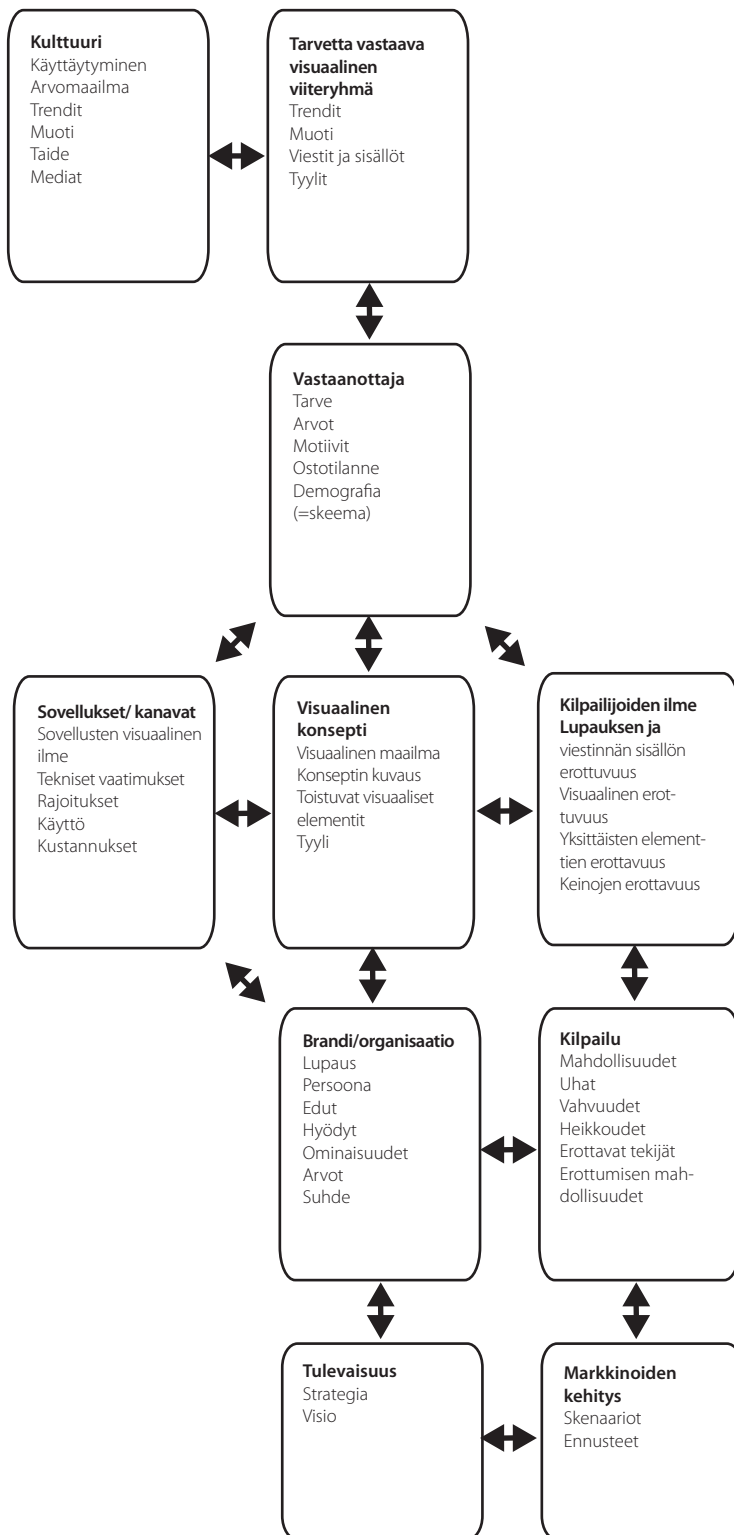 Kulttuuri
Käyttäytyminen
Arvomaailma
Trendit
Muoti
Taide
Mediat
Tarvetta vastaava
visuaalinen
viiteryhmä
Trendit
Muoti
Viestit ja sisällöt
Tyylit
Vastaanottaja
Tarve
Arvot
Motiivit
Ostotilanne
Demografia
(=skeema)
Sovellukset/ kanavat
Sovellusten visuaalinen
ilme
Tekniset vaatimukset
Rajoitukset
Käyttö
Kustannukset
Visuaalinen
konsepti
Visuaalinen maailma
Konseptin kuvaus
Toistuvat visuaaliset
elementit
Tyyli
Kilpailijoiden ilme
Lupauksen ja
viestinnän sisällön
erottuvuus
Visuaalinen erot-
tuvuus
Yksittäisten element-
tien erottavuus
Keinojen erottavuus
Brandi/organisaatio
Lupaus
Persoona
Edut
Hyödyt
Ominaisuudet
Arvot
Suhde
Kilpailu
Mahdollisuudet
Uhat
Vahvuudet
Heikkoudet
Erottavat tekijät
Erottumisen mah-
dollisuudet
Tulevaisuus
Strategia
Visio
Markkinoiden
kehitys
Skenaariot
Ennusteet